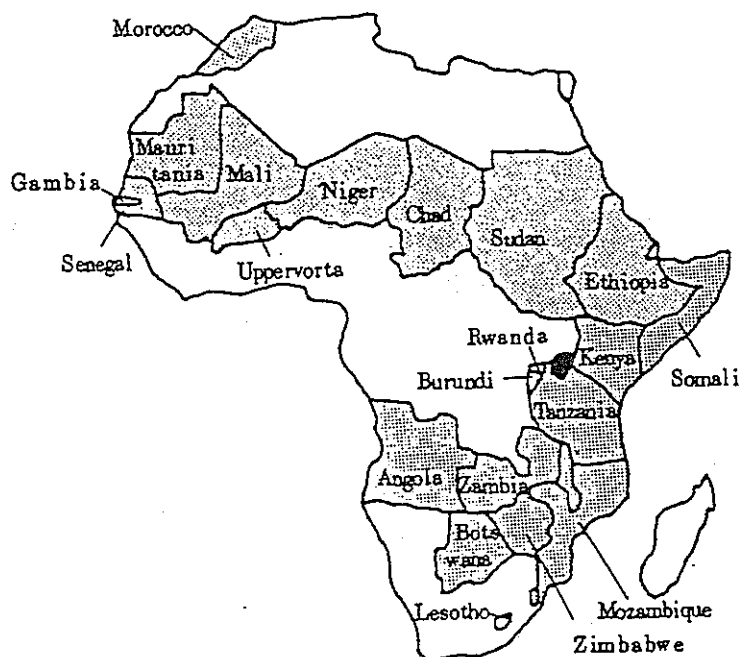 Morocco
Mauri
tania
Mali
Niger
Chad
Sudan
Gambia
Senegal
Uppervorta
Ethiopia
Rwanda
Kenya
Burundi
Somali
Tanzania
Angola
Zambia
Bots
wana
Lesotho
Mozambique
Zimbabwe